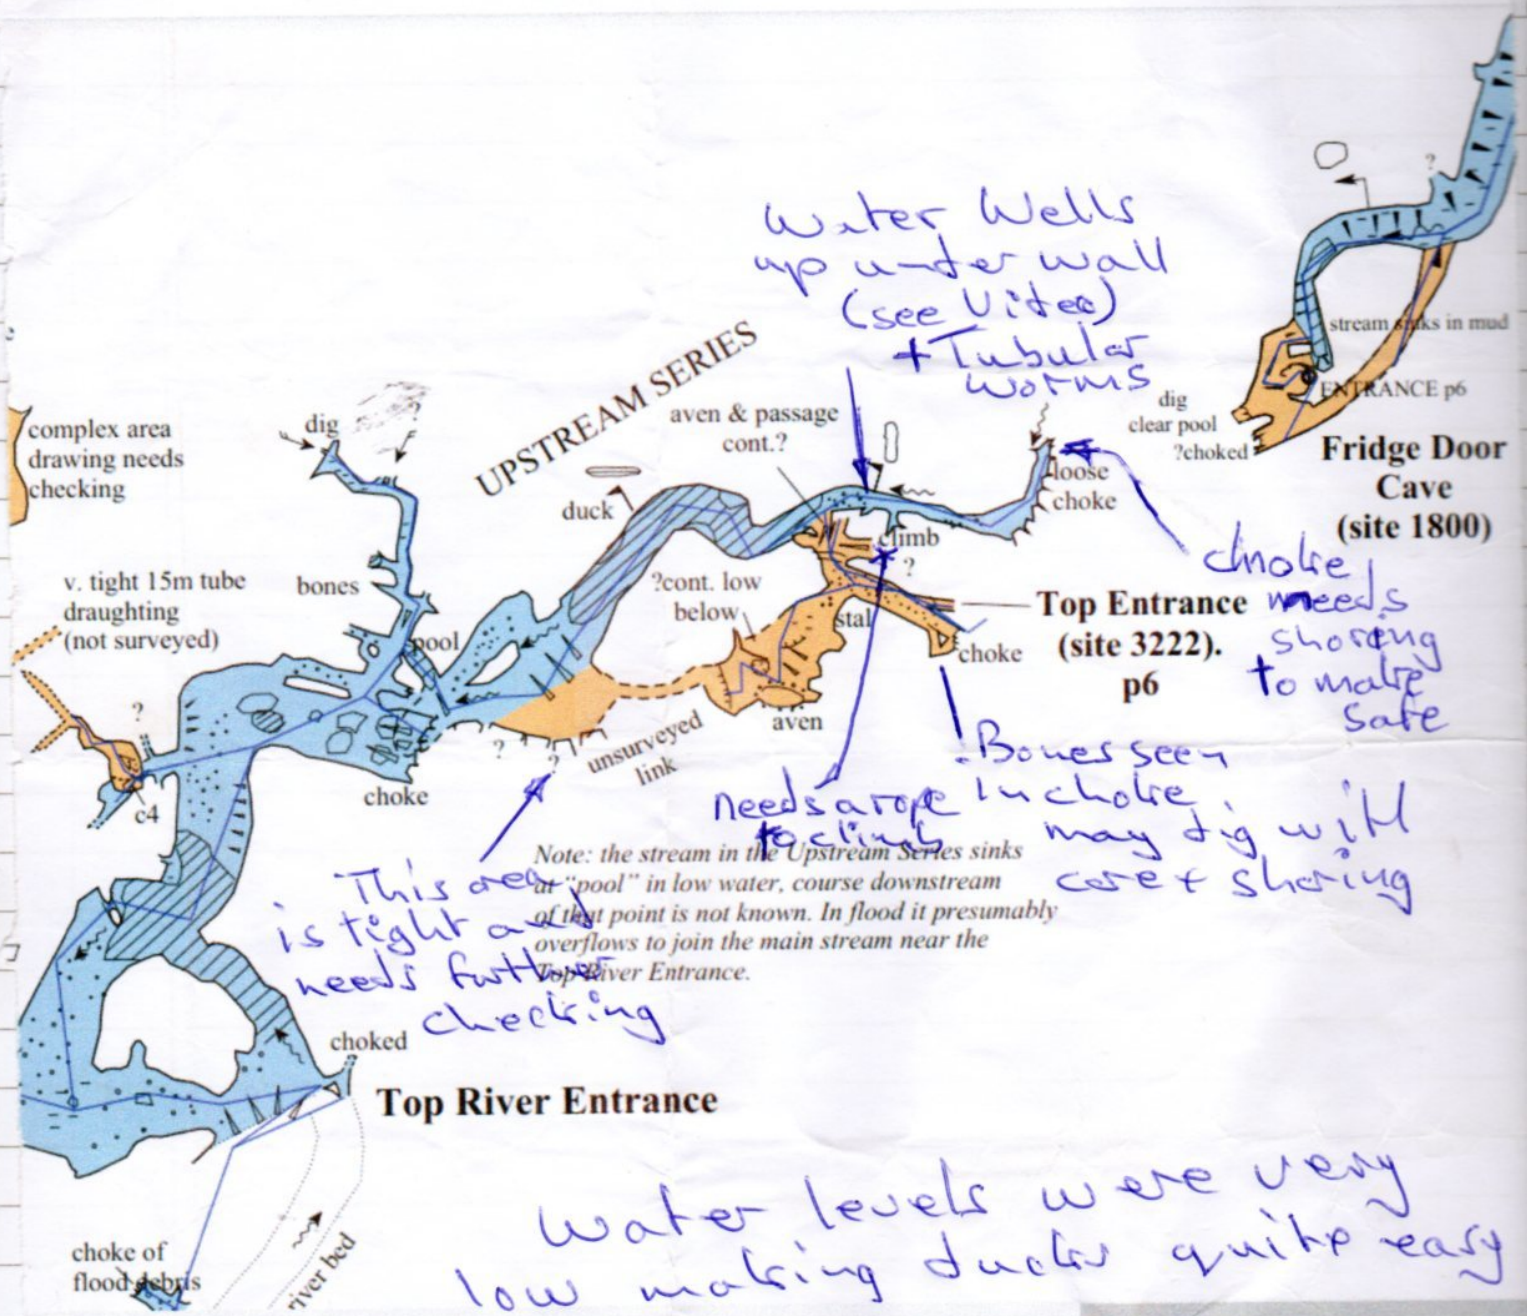 Water Wells
up under wall
(see Video)
+ Tubular
worms
?
stream sinks in mud
ENTRANCE p6
dig
clear pool
?choked
Fridge Door
Cave
(site 1800)
UPSTREAM SERIES
aven & passage
cont.?
complex area
drawing needs
checking
dig
?
duck
loose
choke
climb
?
choke
needs
shoring
to make
safe
v. tight 15m tube
draughting
(not surveyed)
bones
?cont. low
below
stal
Top Entrance
(site 3222).
p6
choke
pool
?
aven
unsurveyed
link
?
?
choke
c4
Bones seen
in choke
may dig with
care + shoring
needs a rope
to climb
This area
is tight and
needs further
checking
Note: the stream in the Upstream Series sinks
at "pool" in low water, course downstream
of that point is not known. In flood it presumably
overflows to join the main stream near the
Top River Entrance.
choked
Top River Entrance
choke of
flood debris
river bed
Water levels were very
low making ducks quite easy